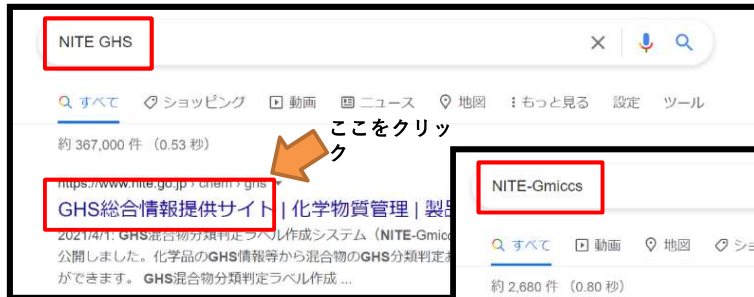 NITE GHS
すべて ショッピング 動画 ニュース 地図 もっと見る 設定 ツール
約 367,000 件 （0.53 秒）
ここをクリッ
ク
https://www.nite.go.jp › chem › ghs
GHS総合情報提供サイト | 化学物質管理 | 製品
2021/4/1: GHS混合物分類判定ラベル作成システム（NITE-Gmicc
公開しました。化学品のGHS情報等から混合物のGHS分類判定
ができます。 GHS混合物分類判定ラベル作成 ...
NITE-Gmiccs
すべて 動画 地図 ショ
約 2,680 件 （0.80 秒）